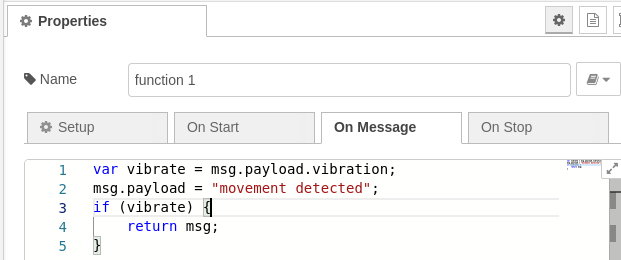 Properties
Name
function 1
Setup
On Start
On Message
On Stop
1 var vibrate = msg.payload.vibration;
2 msg.payload = "movement detected";
3 if (vibrate) {
4 return msg;
5 }